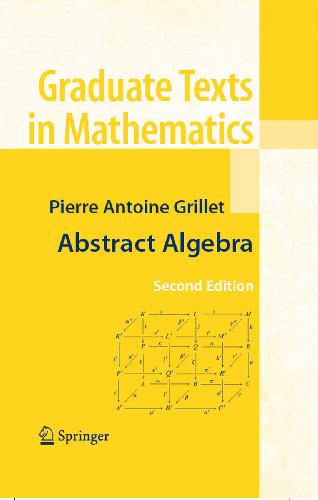 Graduate Texts
in Mathematics
Pierre Antoine Grillet
Abstract Algebra
Second Edition
Springer